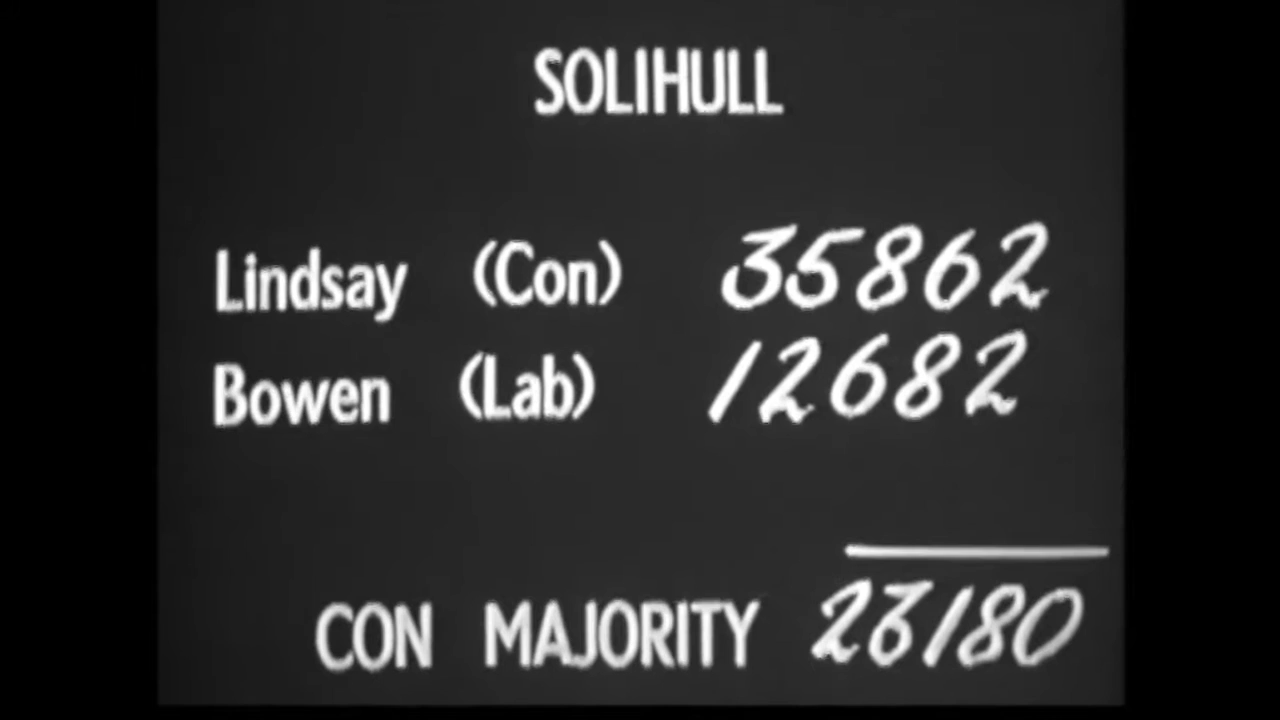 SOLIHULL
Lindsay (Con) 35862
Bowen (Lab) 12682
CON MAJORITY 23180